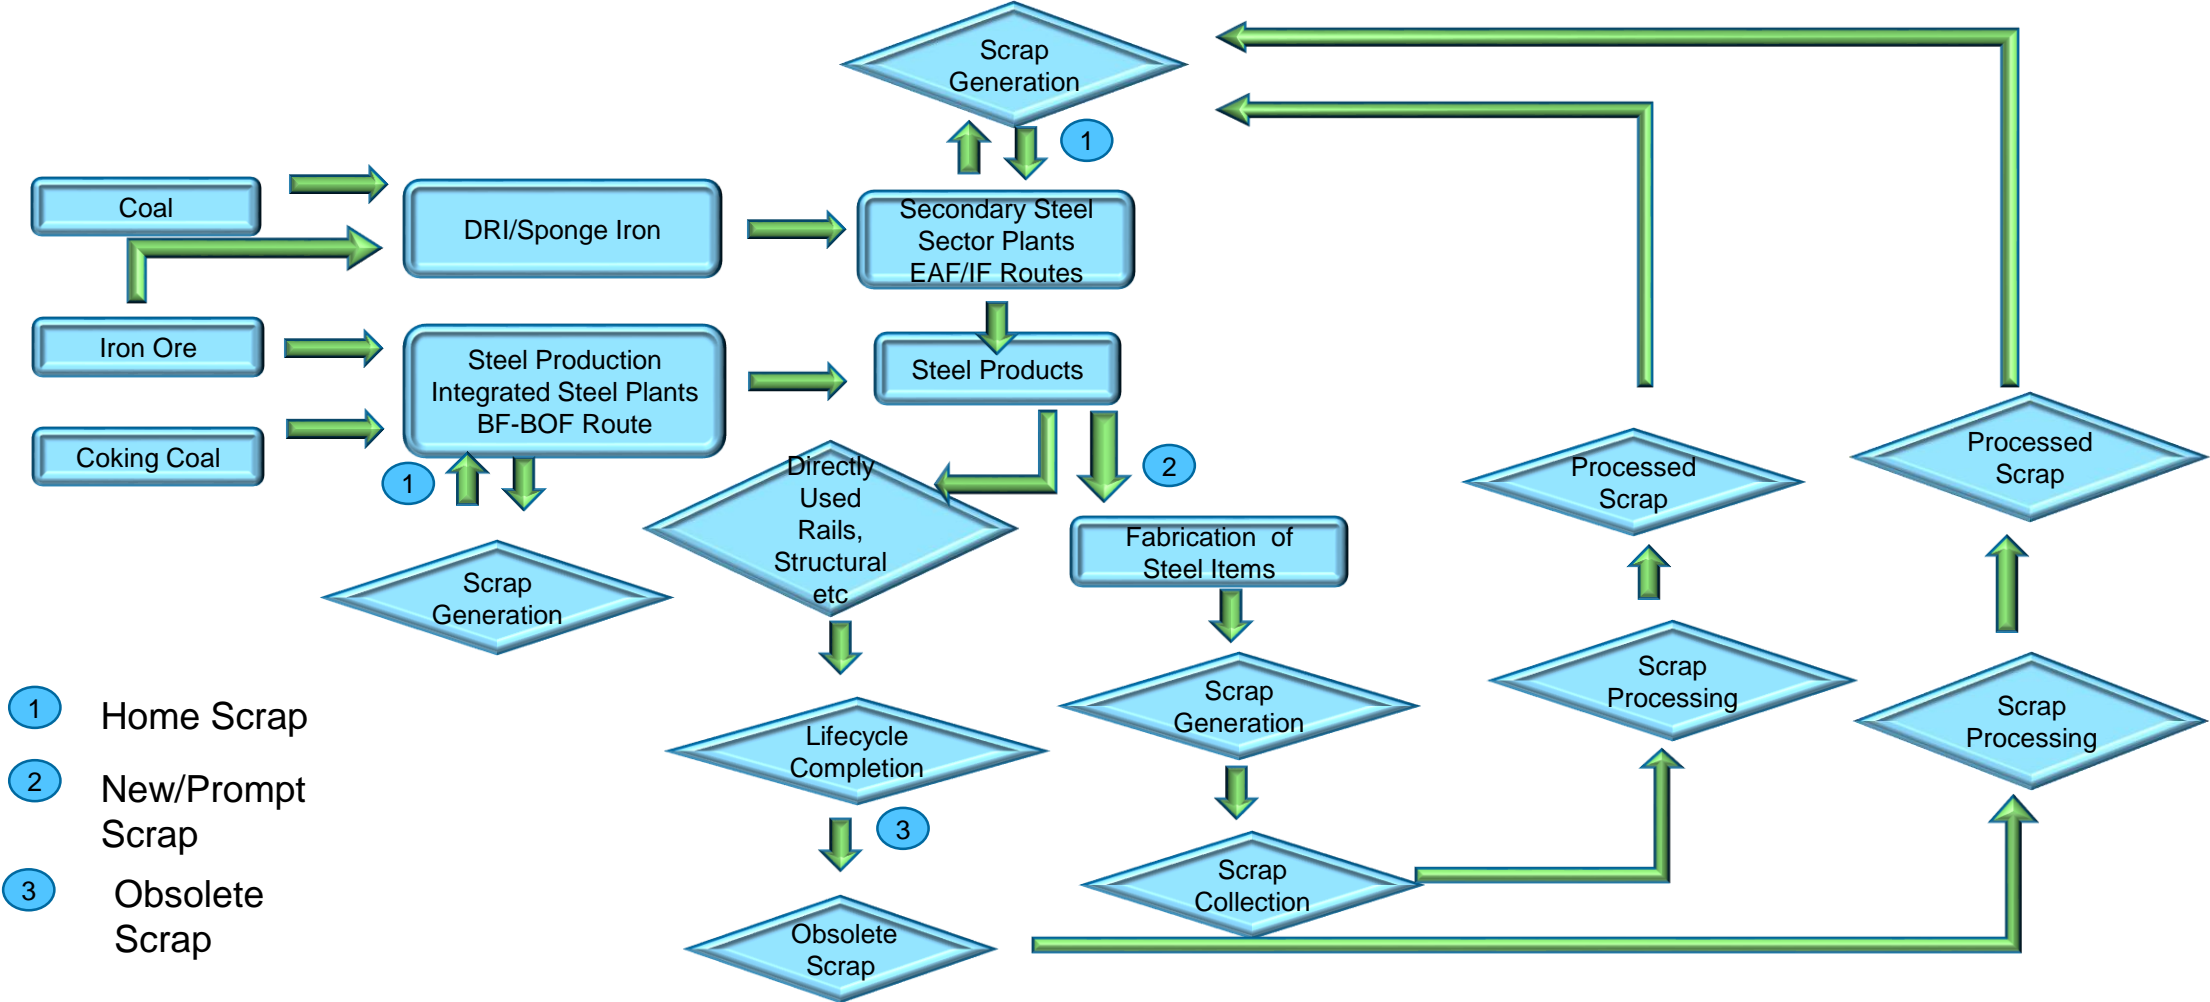 Scrap
Generation
1
Coal
DRI/Sponge Iron
Secondary Steel
Sector Plants
EAF/IF Routes
Iron Ore
Steel Production
Integrated Steel Plants
BF-BOF Route
Steel Products
Coking Coal
1
Scrap
Generation
Directly
Used
Rails,
Structural
etc
2
Fabrication of
Steel Items
Processed
Scrap
Processed
Scrap
Scrap
Generation
Scrap
Processing
Scrap
Processing
Lifecycle
Completion
3
Scrap
Collection
Obsolete
Scrap
1
Home Scrap
2
New/Prompt
Scrap
3
Obsolete
Scrap